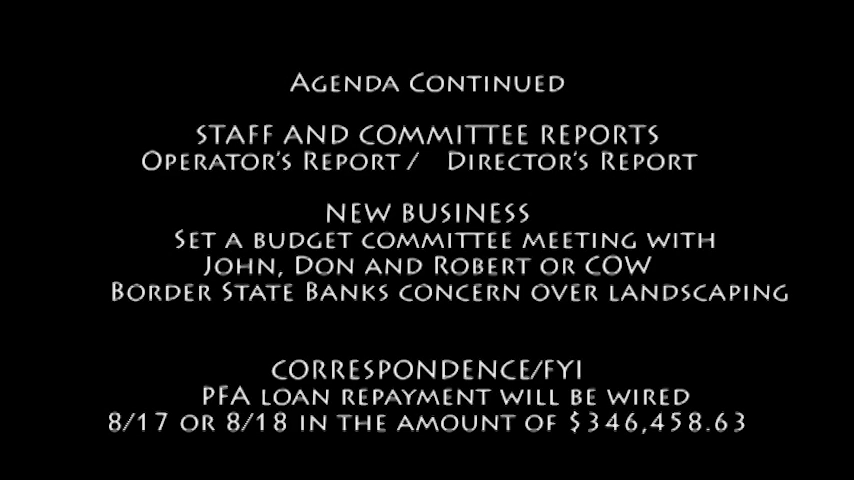 Agenda Continued
STAFF AND COMMITTEE REPORTS
Operator's Report / Director's Report
NEW BUSINESS
Set a budget committee meeting with
John, Don and Robert or COW
Border State Banks concern over landscaping
CORRESPONDENCE/FYI
PFA loan repayment will be wired
8/17 or 8/18 in the amount of $346,458.63